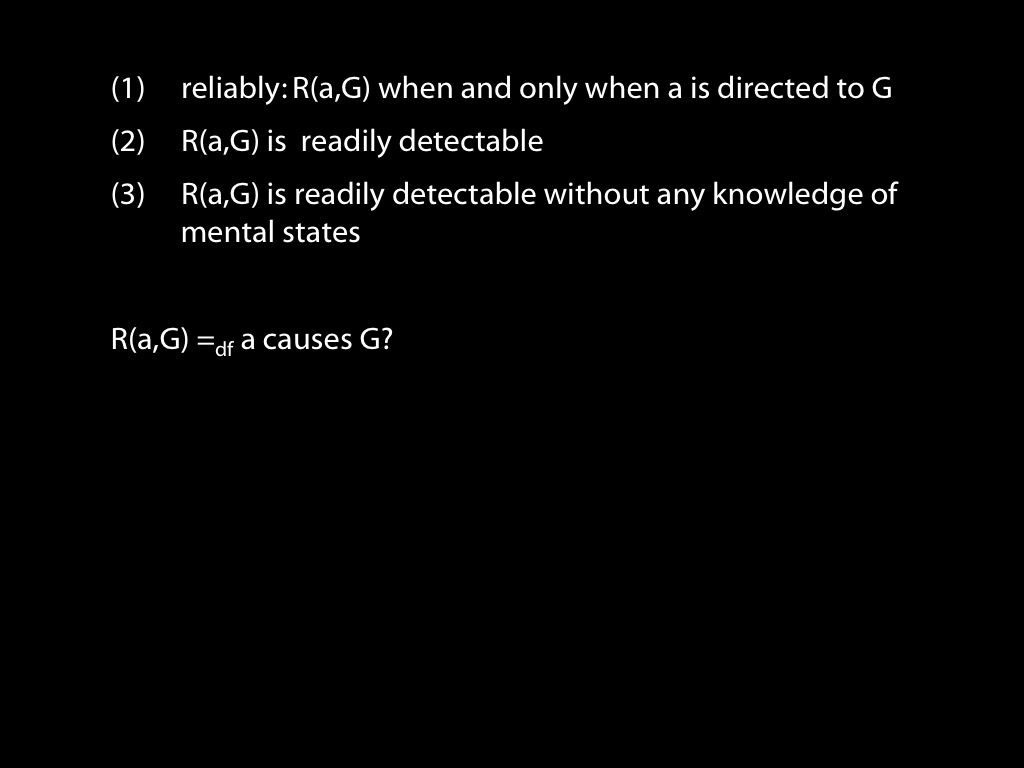 (1) reliably: R(a,G) when and only when a is directed to G
(2) R(a,G) is readily detectable
(3) R(a,G) is readily detectable without any knowledge of
mental states
R(a,G) =df a causes G?